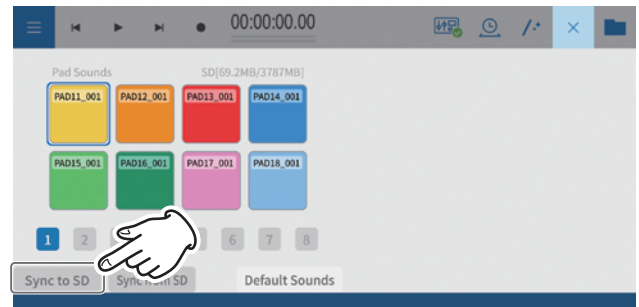 00:00:00.00
Pad Sounds SD[69.2MB/3787MB]
PAD11_001 PAD12_001 PAD13_001 PAD14_001
PAD15_001 PAD16_001 PAD17_001 PAD18_001
1 2 6 7 8
Sync to SD Sync from SD Default Sounds